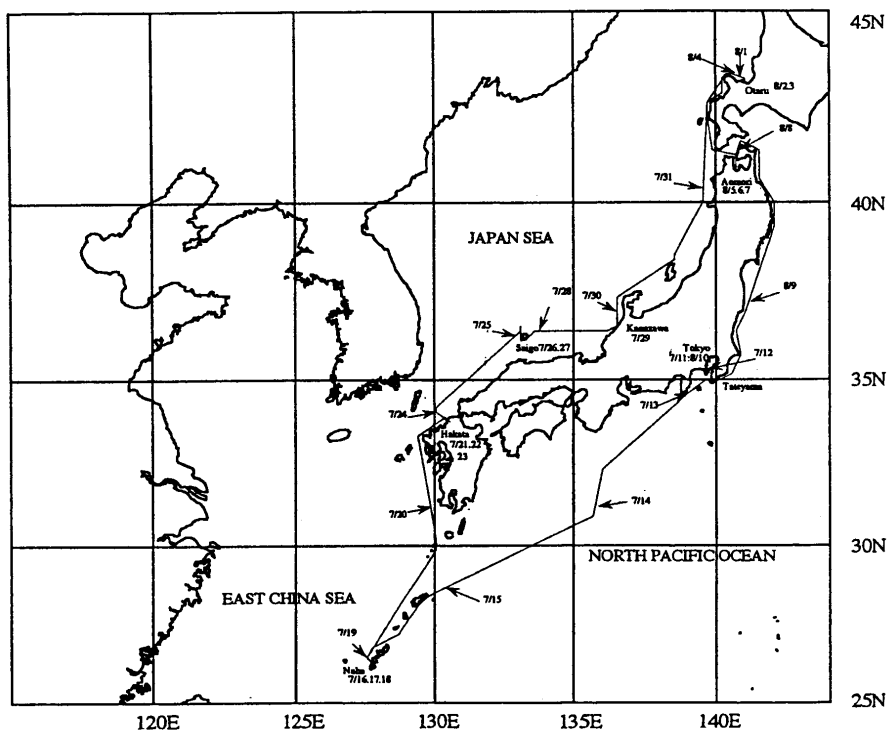 45N
8/4
8/1
Otaru 8/2.3
8/8
Aomori
8/5.6.7
7/31
40N
JAPAN SEA
7/28
7/30
8/9
7/25
Kanazawa
7/29
Saigo7/26.27
Tokyo
7/11:8/10
7/12
35N
Tateyama
7/13
7/24
Hakata
7/21.22
23
7/20
7/14
30N
NORTH PACIFIC OCEAN
EAST CHINA SEA
7/15
7/19
Naha
7/16.17.18
25N
120E
125E
130E
135E
140E